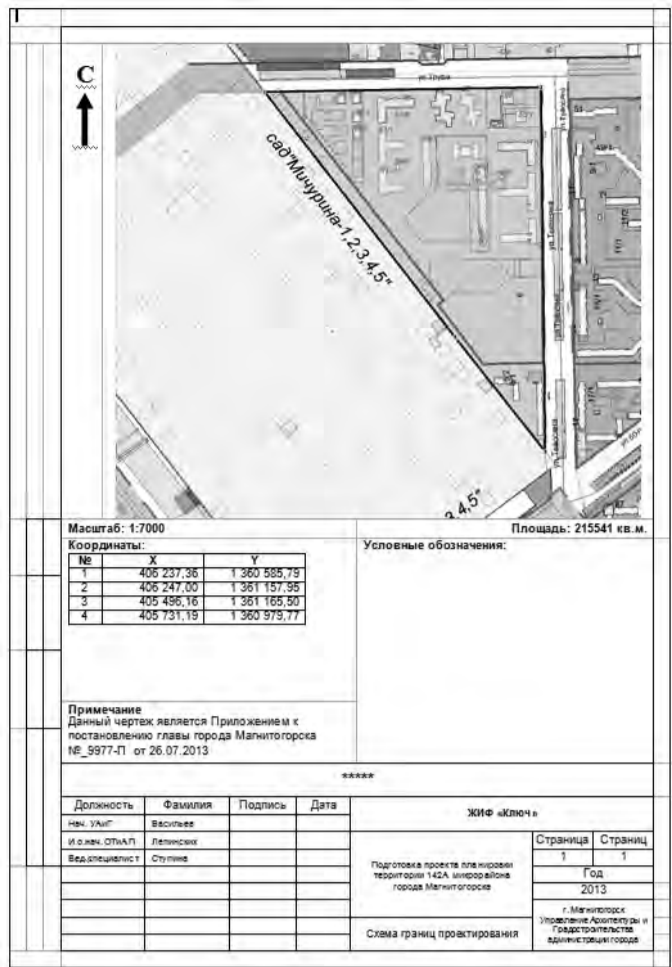 С
ул.Труда
сад"Мичурина-1,2,3,4,5"
ул.Тевосяна
ул.Тевосяна
ул.Тевосяна
ул.Тевосяна
3,4,5"
Масштаб: 1:7000
Площадь: 215541 кв.м.
Координаты:
Условные обозначения:
№ X Y
1 406 237,36 1 360 585,79
2 406 247,00 1 361 157,95
3 405 496,16 1 361 165,50
4 405 731,19 1 360 979,77
Примечание
Данный чертеж является Приложением к
постановлению главы города Магнитогорска
№_9977-П от 26.07.2013
*****
Должность Фамилия Подпись Дата
ЖИФ «Ключ»
Нач. УАиГ Васильев
И.о.нач. ОТиАП Лепинских
Вед.специалист Ступина
Подготовка проекта планировки
территории 142А микрорайона
города Магнитогорска
Страница Страниц
1 1
Год
2013
Схема границ проектирования
г. Магнитогорск
Управление Архитектуры и
Градостроительства
администрации города